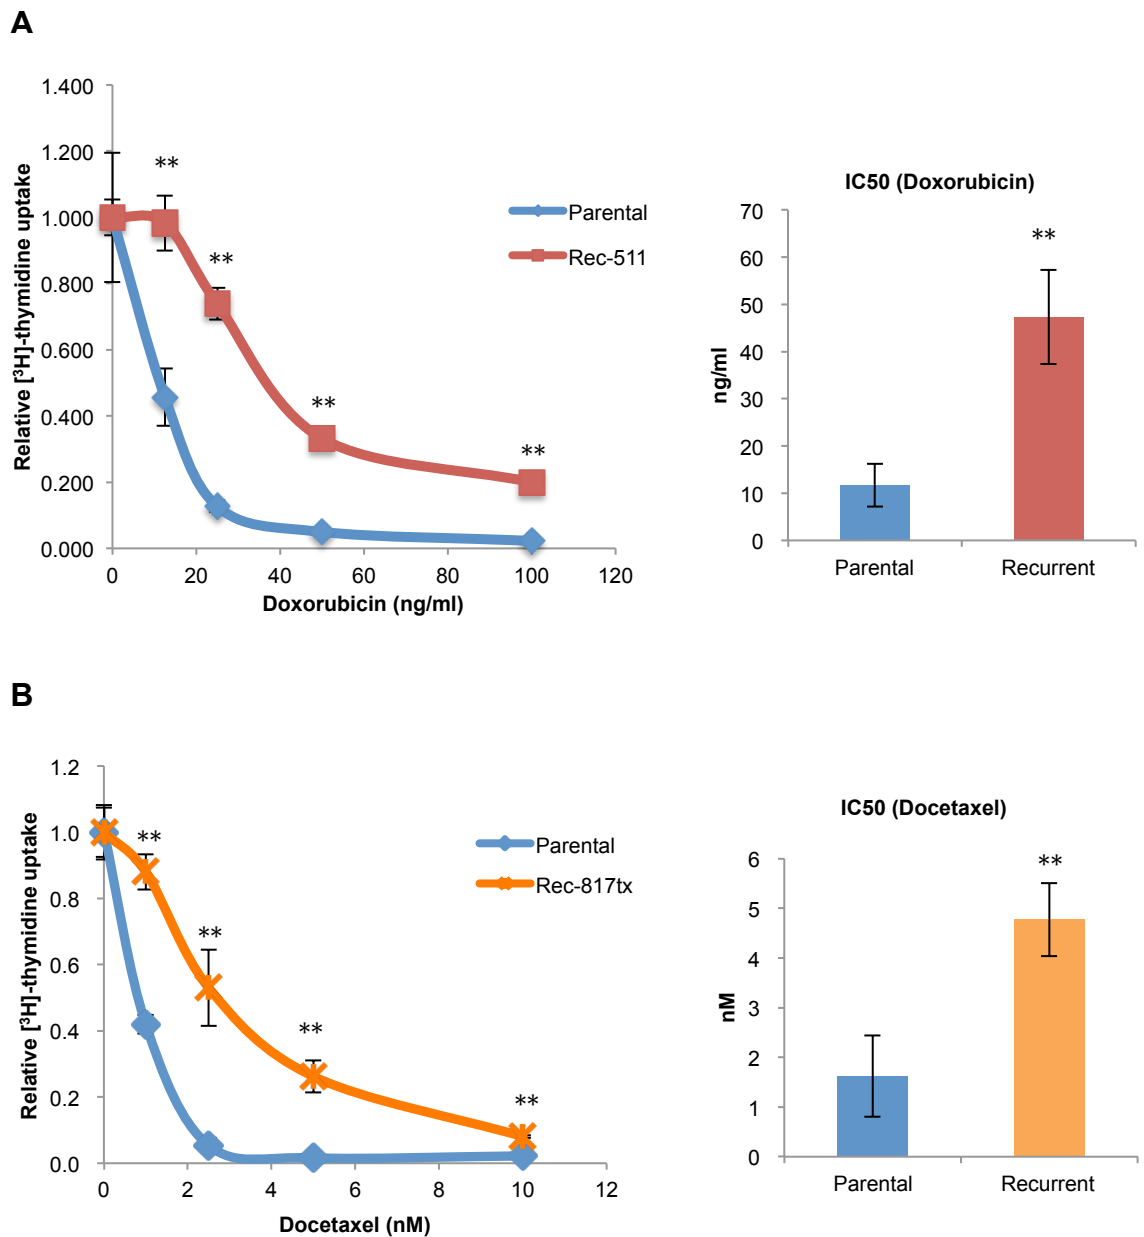 A
1.400
1.200
1.000
0.800
0.600
0.400
0.200
0.000
Relative [³H]-thymidine uptake
**
**
**
**
Parental
Rec-511
0 20 40 60 80 100 120
Doxorubicin (ng/ml)
IC50 (Doxorubicin)
70
60
50
40
30
20
10
0
ng/ml
**
Parental Recurrent
B
1.2
1.0
0.8
0.6
0.4
0.2
0.0
Relative [³H]-thymidine uptake
**
**
**
**
Parental
Rec-817tx
0 2 4 6 8 10 12
Docetaxel (nM)
IC50 (Docetaxel)
6
5
4
3
2
1
0
nM
**
Parental Recurrent